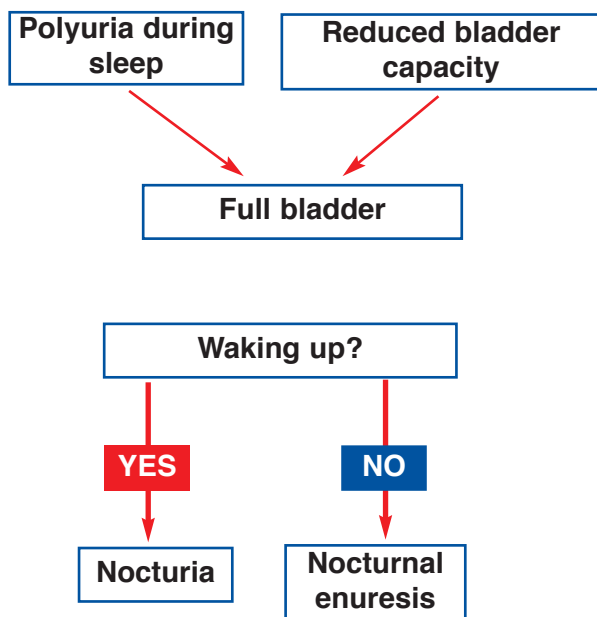 Polyuria during
sleep
Reduced bladder
capacity
Full bladder
Waking up?
YES
NO
Nocturia
Nocturnal
enuresis